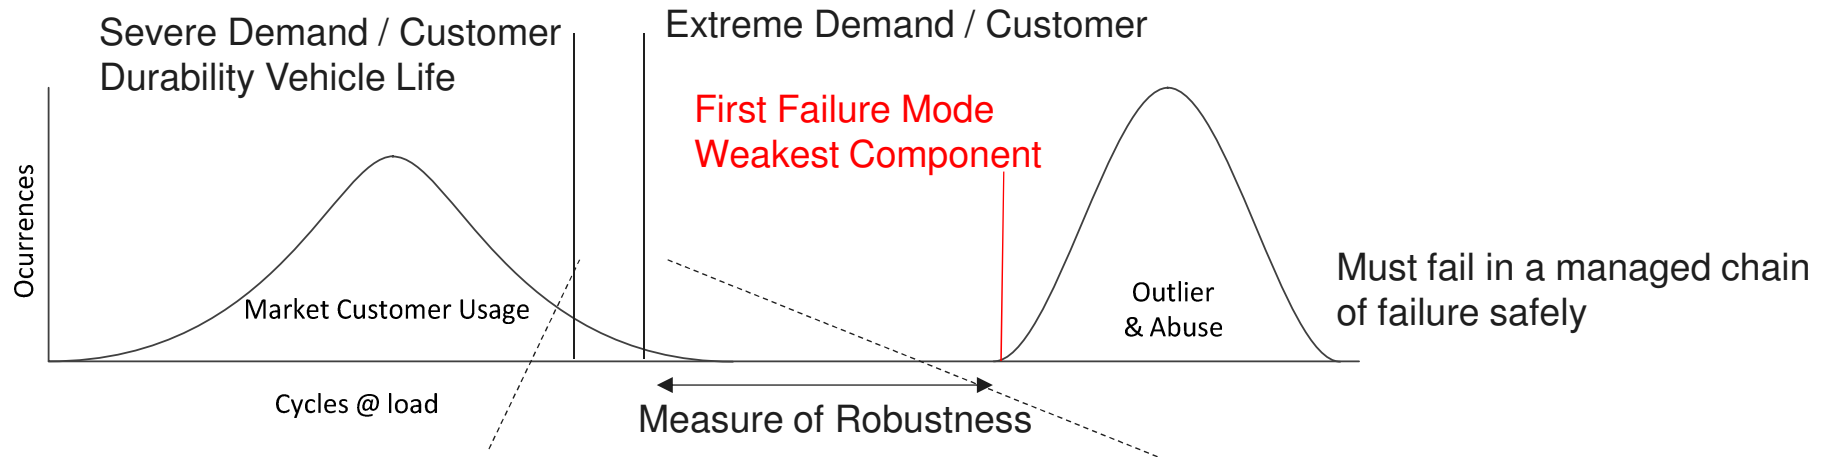 Severe Demand / Customer
Durability Vehicle Life
Extreme Demand / Customer
First Failure Mode
Weakest Component
Ocurrences
Market Customer Usage
Outlier
& Abuse
Must fail in a managed chain
of failure safely
Cycles @ load
Measure of Robustness